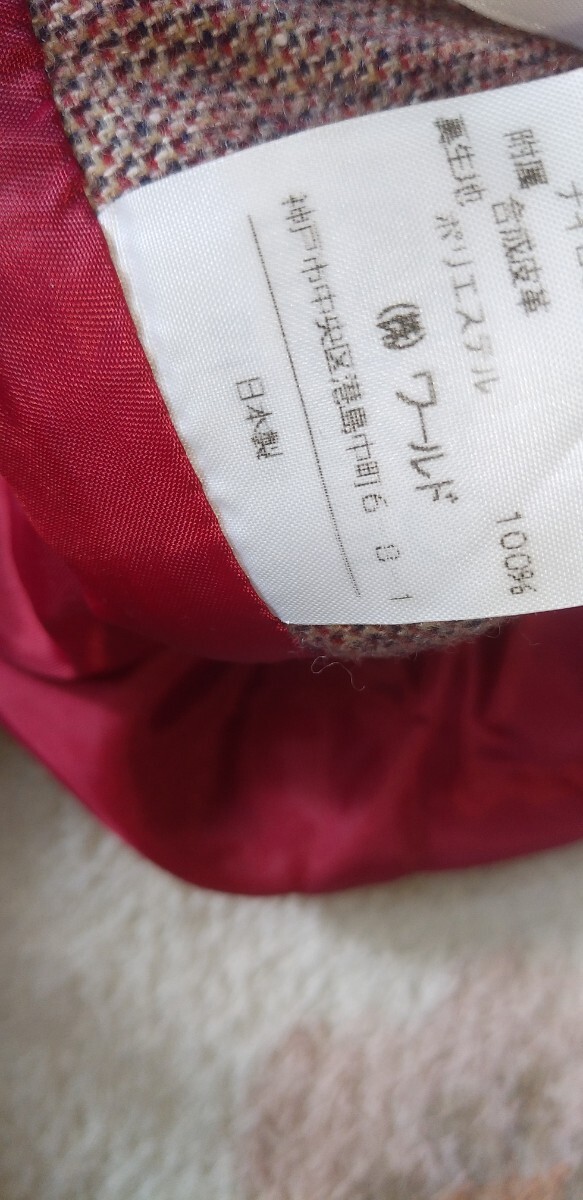 附属 合成皮革
裏生地 ポリエステル 100%
㈱ ワールド
神戸市中央区港島中町6-8-1
日本製